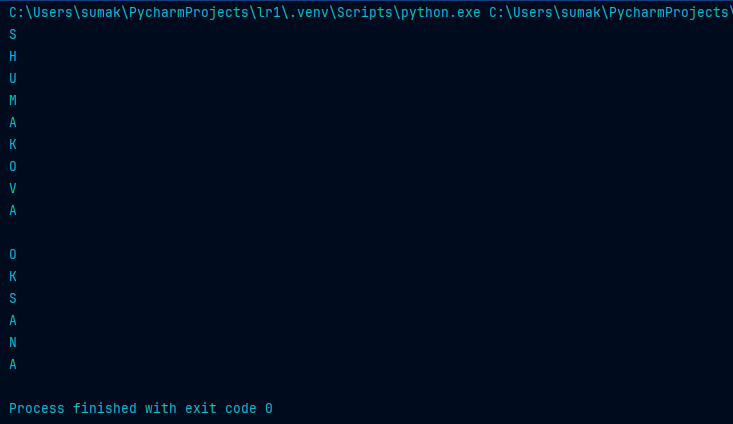 C:\Users\sumak\PycharmProjects\lr1\.venv\Scripts\python.exe C:\Users\sumak\PycharmProjects\
S
H
U
M
A
K
O
V
A
O
K
S
A
N
A
Process finished with exit code 0